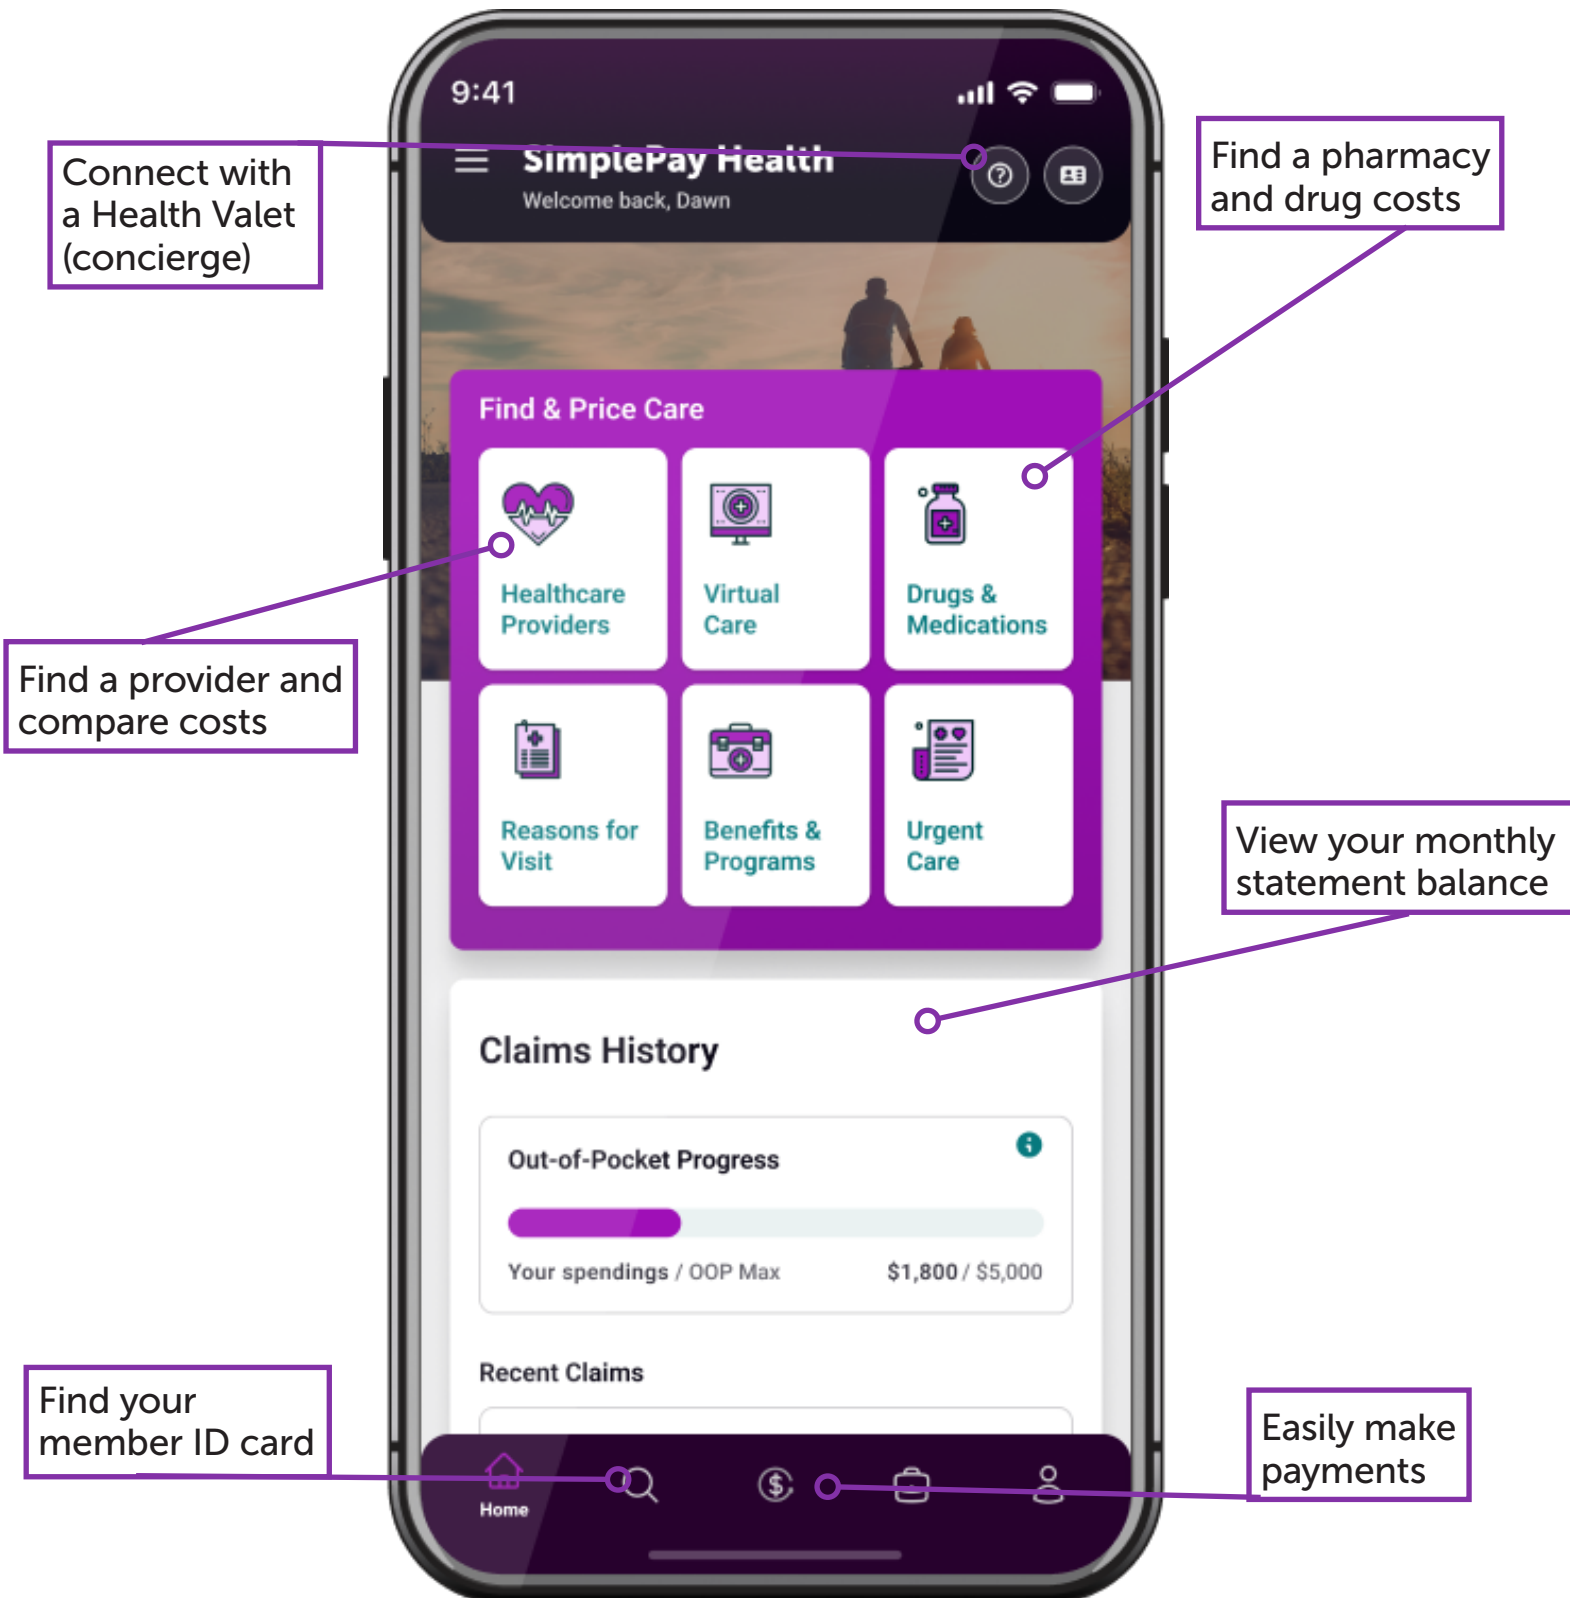 9:41
SimplePay Health
Welcome back, Dawn
Connect with
a Health Valet
(concierge)
Find a pharmacy
and drug costs
Find & Price Care
Healthcare
Providers
Virtual
Care
Drugs &
Medications
Find a provider and
compare costs
Reasons for
Visit
Benefits &
Programs
Urgent
Care
View your monthly
statement balance
Claims History
Out-of-Pocket Progress
Your spendings / OOP Max
$1,800 / $5,000
Recent Claims
Find your
member ID card
Easily make
payments
Home